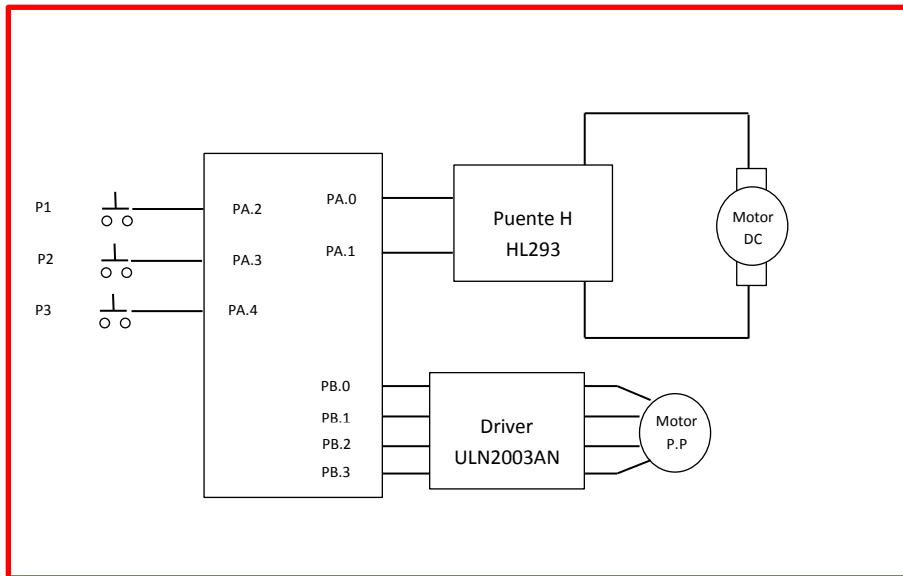 P1
P2
P3
PA.2
PA.3
PA.4
PA.0
PA.1
PB.0
PB.1
PB.2
PB.3
Puente H
HL293
Motor
DC
Driver
ULN2003AN
Motor
P.P